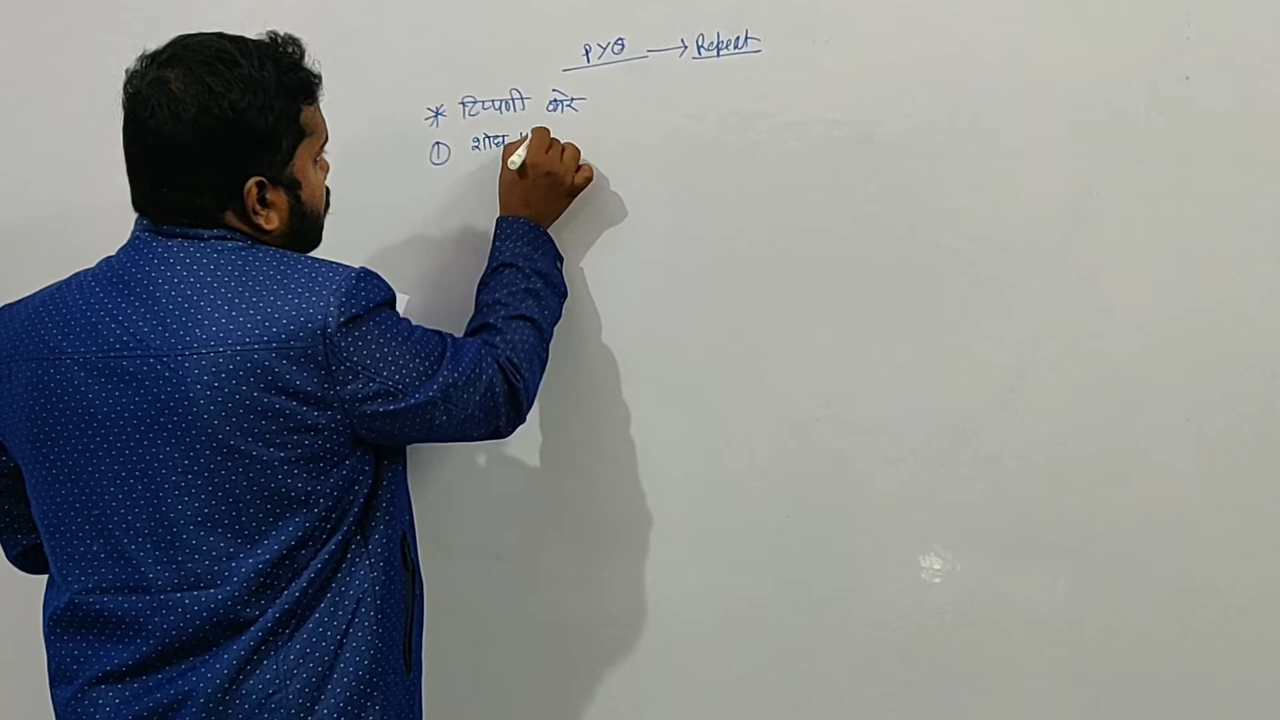 PYQ → Repeat
* टिप्पणी करे
① शोध